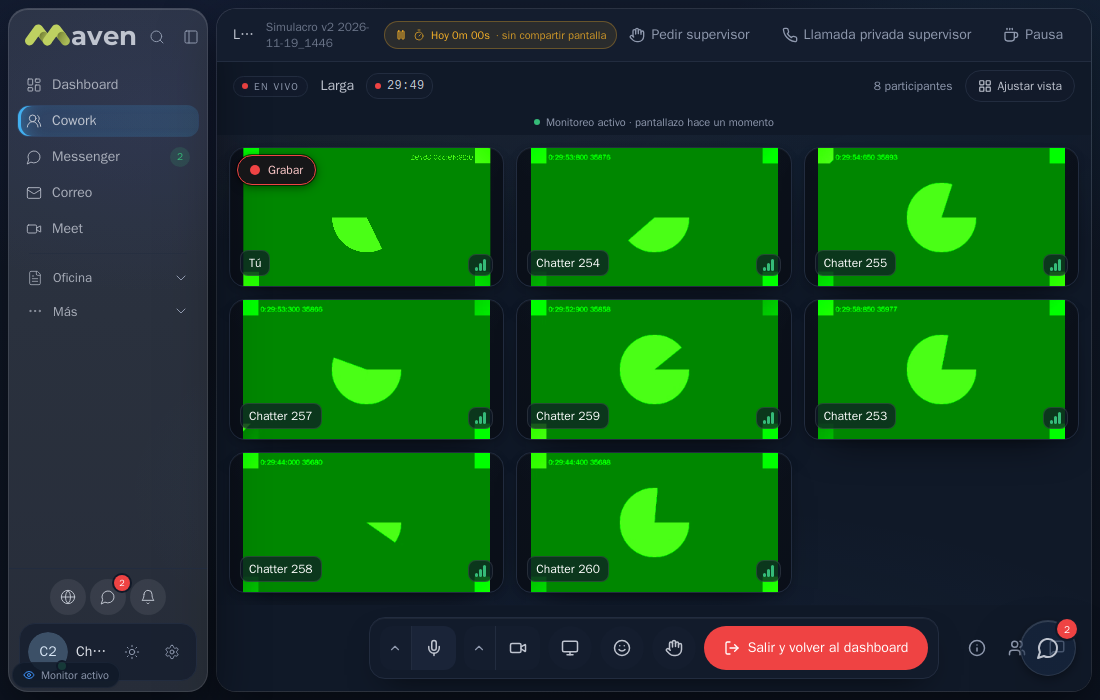 Maven
L···
Simulacro v2 2026-
11-19_1446
Hoy 0m 00s · sin compartir pantalla
Pedir supervisor
Llamada privada supervisor
Pausa
Dashboard
Cowork
Messenger
2
Correo
Meet
Oficina
Más
EN VIVO
Larga
29:49
8 participantes
Ajustar vista
Monitoreo activo · pantallazo hace un momento
Grabar
Tú
0:29:53:800 35876
Chatter 254
0:29:54:650 35893
Chatter 255
0:29:53:300 35866
Chatter 257
0:29:52:900 35858
Chatter 259
0:29:58:850 35977
Chatter 253
0:29:44:000 35680
Chatter 258
0:29:44:400 35688
Chatter 260
2
C2
Ch···
Monitor activo
Salir y volver al dashboard
2